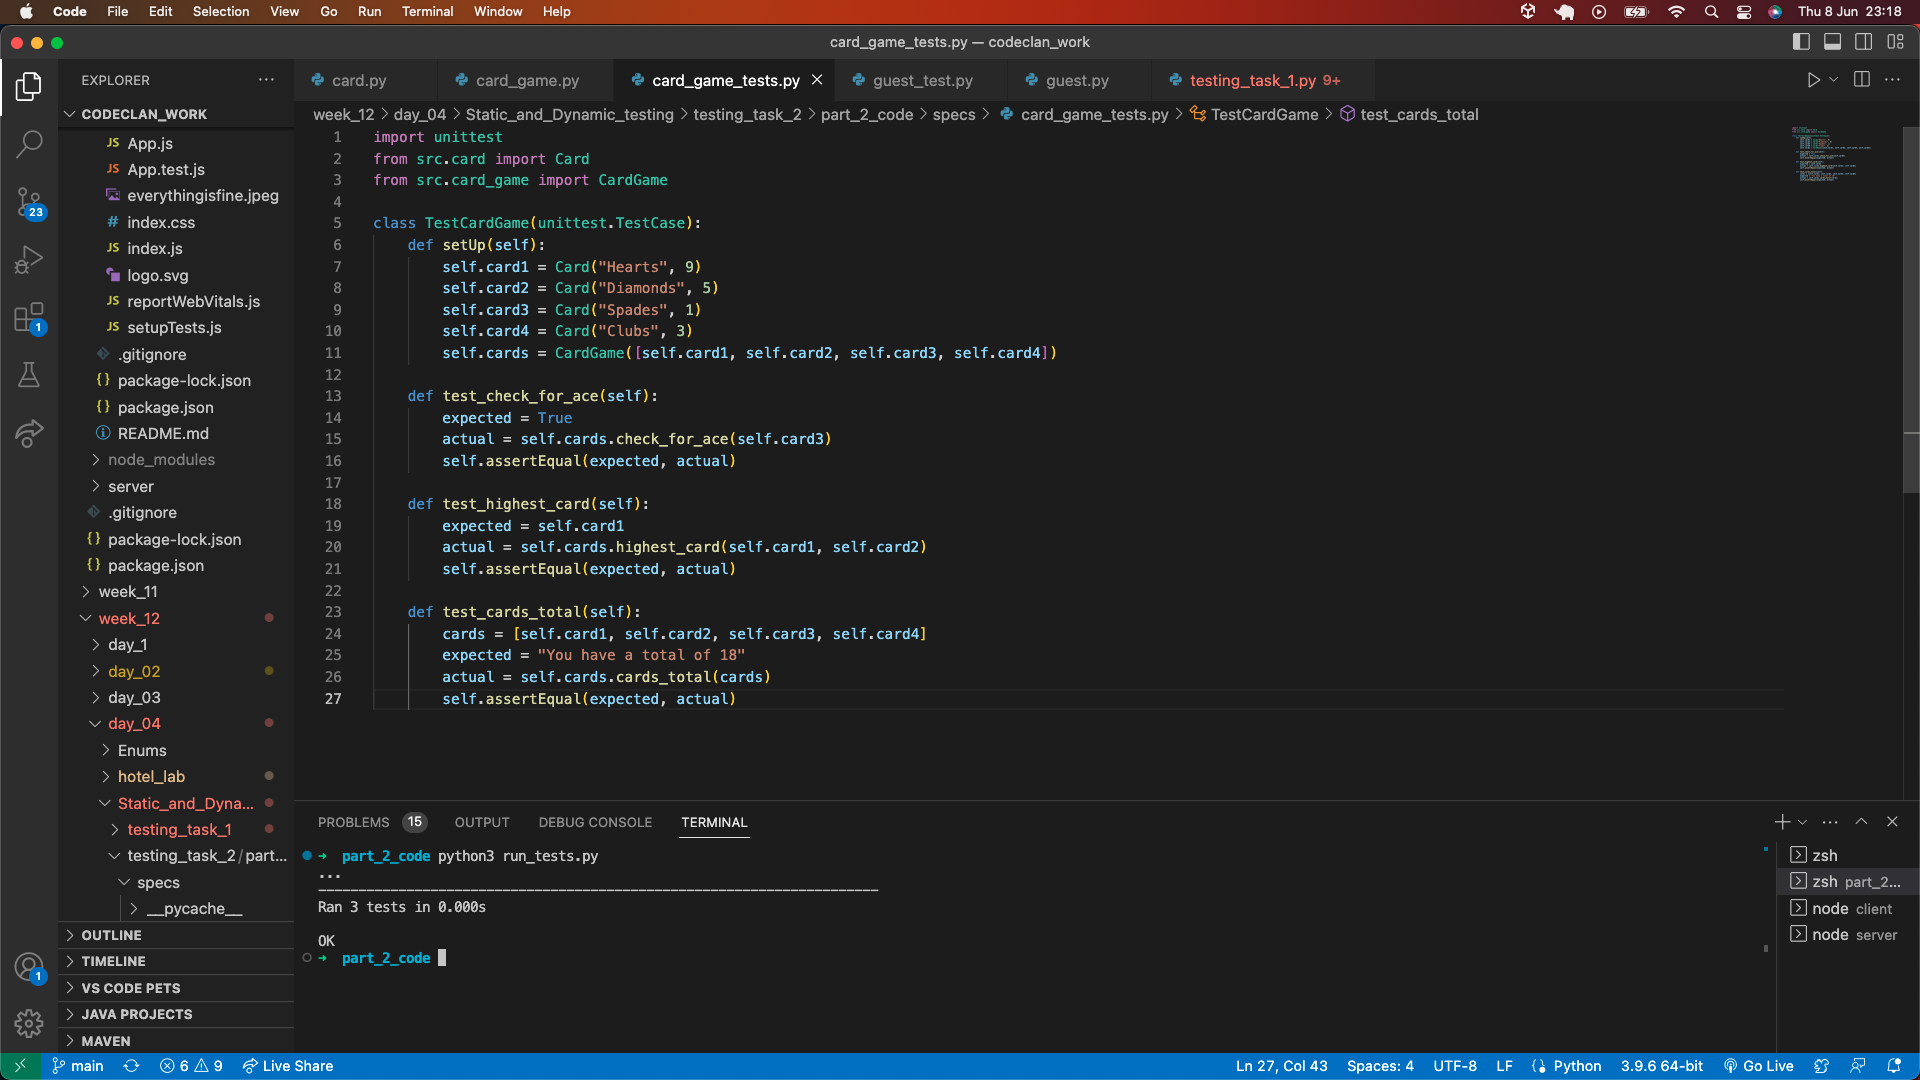 Code File Edit Selection View Go Run Terminal Window Help Thu 8 Jun 23:18
card_game_tests.py — codeclan_work
EXPLORER
card.py card_game.py card_game_tests.py guest_test.py guest.py testing_task_1.py 9+
CODECLAN_WORK
week_12 > day_04 > Static_and_Dynamic_testing > testing_task_2 > part_2_code > specs > card_game_tests.py > TestCardGame > test_cards_total
JS App.js
JS App.test.js
everythingisfine.jpeg
# index.css
JS index.js
logo.svg
JS reportWebVitals.js
JS setupTests.js
.gitignore
{} package-lock.json
{} package.json
README.md
node_modules
server
.gitignore
{} package-lock.json
{} package.json
week_11
week_12
day_1
day_02
day_03
day_04
Enums
hotel_lab
Static_and_Dyna...
testing_task_1
testing_task_2/part...
specs
__pycache__
OUTLINE
TIMELINE
VS CODE PETS
JAVA PROJECTS
MAVEN
23
1
1
1 import unittest
2 from src.card import Card
3 from src.card_game import CardGame
4
5 class TestCardGame(unittest.TestCase):
6 def setUp(self):
7 self.card1 = Card("Hearts", 9)
8 self.card2 = Card("Diamonds", 5)
9 self.card3 = Card("Spades", 1)
10 self.card4 = Card("Clubs", 3)
11 self.cards = CardGame([self.card1, self.card2, self.card3, self.card4])
12
13 def test_check_for_ace(self):
14 expected = True
15 actual = self.cards.check_for_ace(self.card3)
16 self.assertEqual(expected, actual)
17
18 def test_highest_card(self):
19 expected = self.card1
20 actual = self.cards.highest_card(self.card1, self.card2)
21 self.assertEqual(expected, actual)
22
23 def test_cards_total(self):
24 cards = [self.card1, self.card2, self.card3, self.card4]
25 expected = "You have a total of 18"
26 actual = self.cards.cards_total(cards)
27 self.assertEqual(expected, actual)
PROBLEMS 15 OUTPUT DEBUG CONSOLE TERMINAL
➜ part_2_code python3 run_tests.py
...
----------------------------------------------------------------------
Ran 3 tests in 0.000s
OK
➜ part_2_code
zsh
zsh part_2...
node client
node server
main 6 9 Live Share Ln 27, Col 43 Spaces: 4 UTF-8 LF Python 3.9.6 64-bit Go Live